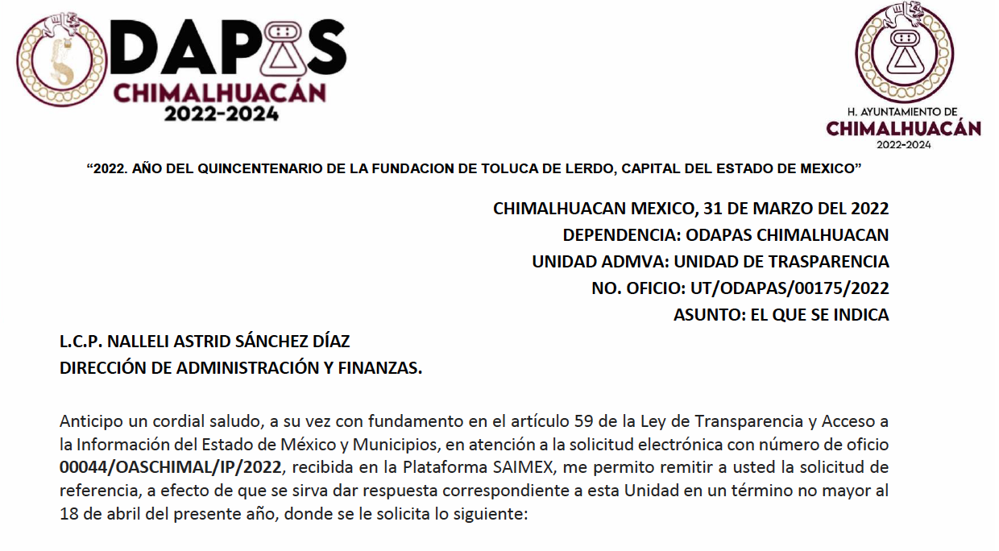 ODAPAS
CHIMALHUACÁN
2022-2024
H. AYUNTAMIENTO DE
CHIMALHUACÁN
2022-2024
“2022. AÑO DEL QUINCENTENARIO DE LA FUNDACION DE TOLUCA DE LERDO, CAPITAL DEL ESTADO DE MEXICO”
CHIMALHUACAN MEXICO, 31 DE MARZO DEL 2022
DEPENDENCIA: ODAPAS CHIMALHUACAN
UNIDAD ADMVA: UNIDAD DE TRASPARENCIA
NO. OFICIO: UT/ODAPAS/00175/2022
ASUNTO: EL QUE SE INDICA
L.C.P. NALLELI ASTRID SÁNCHEZ DÍAZ
DIRECCIÓN DE ADMINISTRACIÓN Y FINANZAS.
Anticipo un cordial saludo, a su vez con fundamento en el artículo 59 de la Ley de Transparencia y Acceso a
la Información del Estado de México y Municipios, en atención a la solicitud electrónica con número de oficio
00044/OASCHIMAL/IP/2022, recibida en la Plataforma SAIMEX, me permito remitir a usted la solicitud de
referencia, a efecto de que se sirva dar respuesta correspondiente a esta Unidad en un término no mayor al
18 de abril del presente año, donde se le solicita lo siguiente: